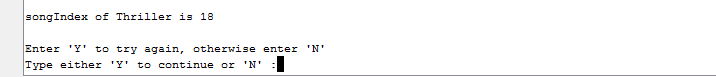 songIndex of Thriller is 18
Enter 'Y' to try again, otherwise enter 'N'
Type either 'Y' to continue or 'N' :